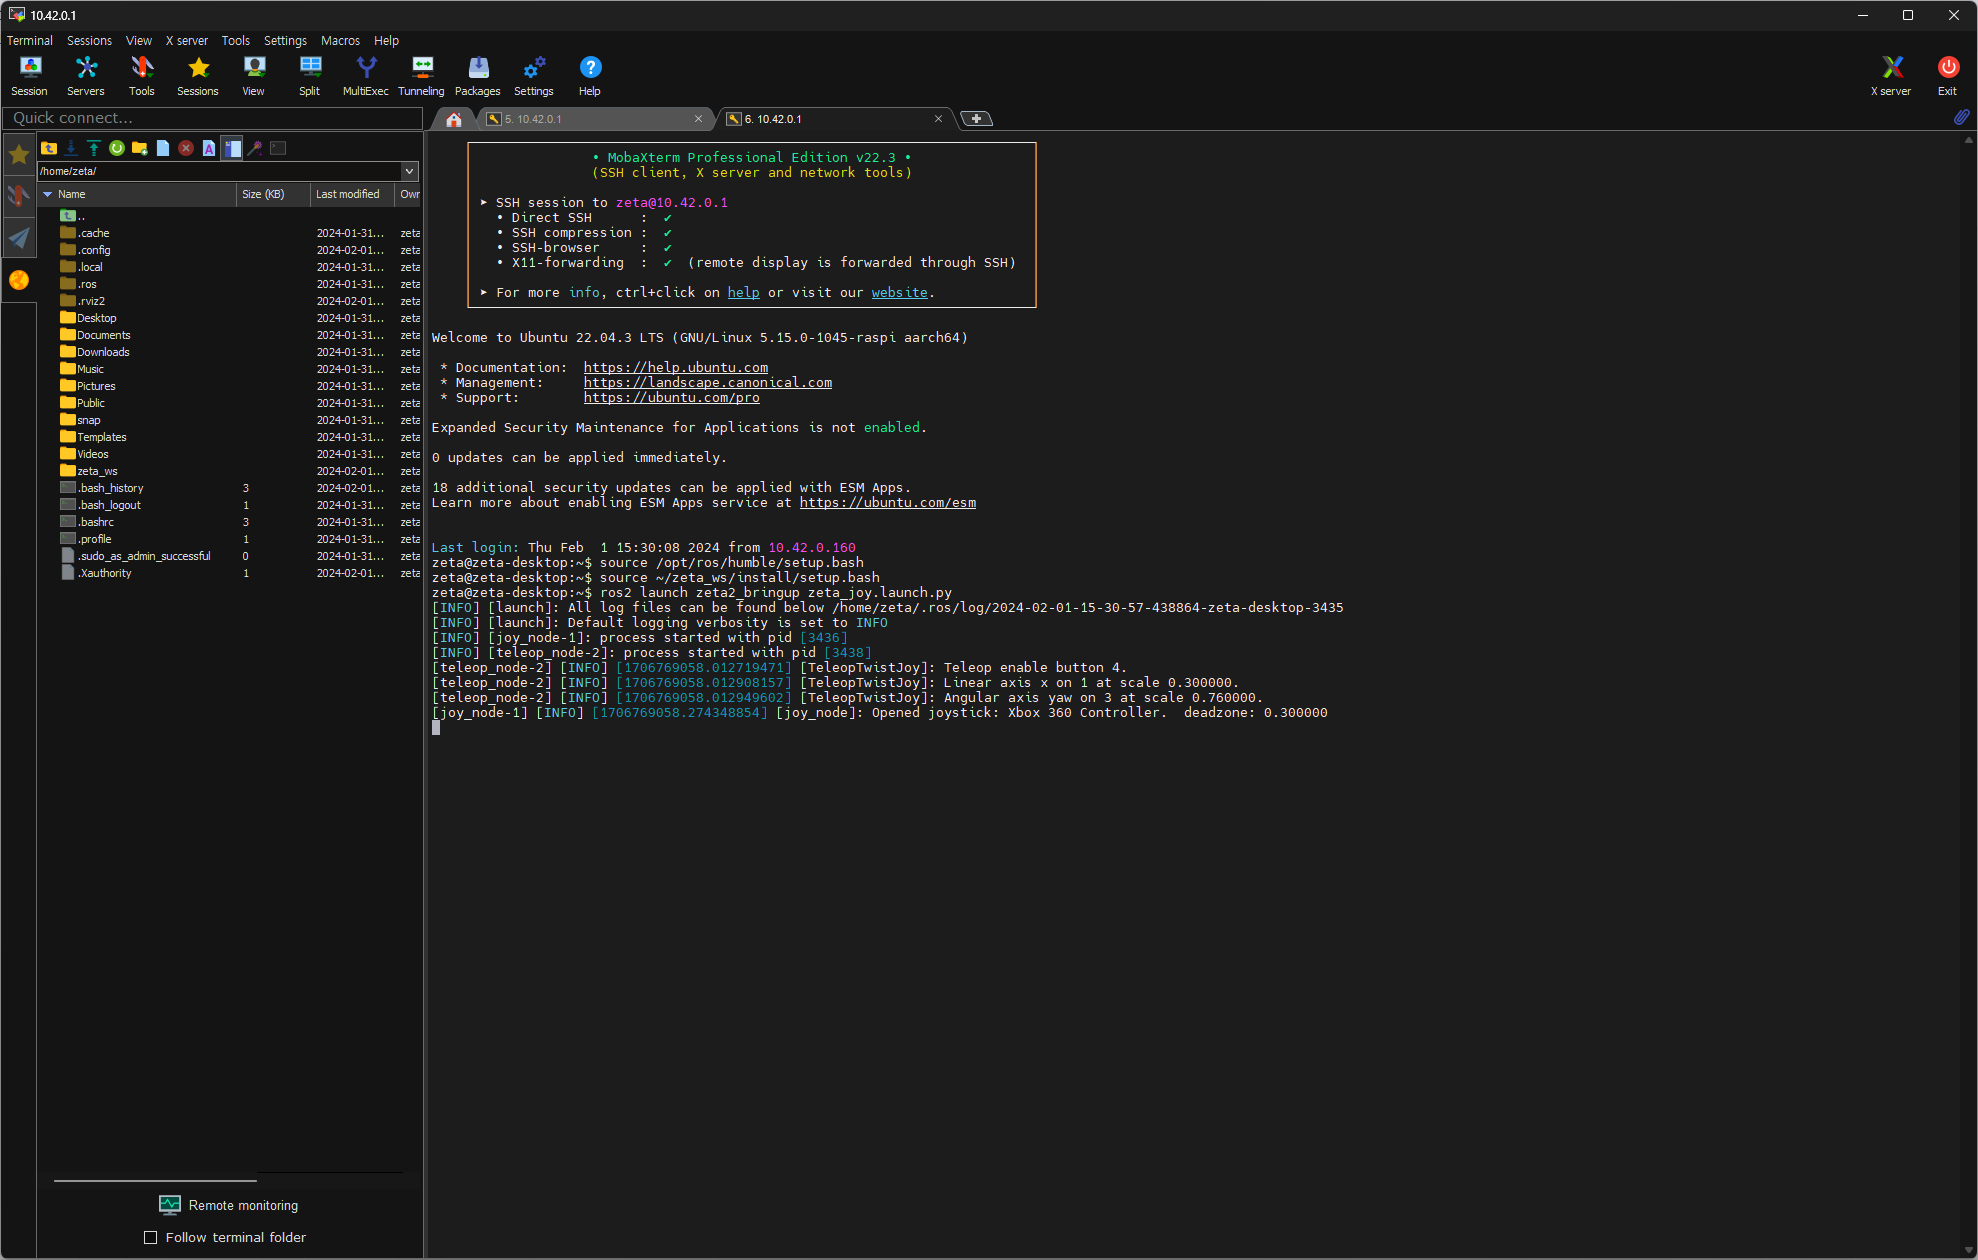 10.42.0.1
Terminal Sessions View X server Tools Settings Macros Help
Session Servers Tools Sessions View Split MultiExec Tunneling Packages Settings Help X server Exit
Quick connect...
5. 10.42.0.1
6. 10.42.0.1
/home/zeta/
Name Size (KB) Last modified Own
..
.cache 2024-01-31... zeta
.config 2024-02-01... zeta
.local 2024-01-31... zeta
.ros 2024-01-31... zeta
.rviz2 2024-02-01... zeta
Desktop 2024-01-31... zeta
Documents 2024-01-31... zeta
Downloads 2024-01-31... zeta
Music 2024-01-31... zeta
Pictures 2024-01-31... zeta
Public 2024-01-31... zeta
snap 2024-01-31... zeta
Templates 2024-01-31... zeta
Videos 2024-01-31... zeta
zeta_ws 2024-02-01... zeta
.bash_history 3 2024-02-01... zeta
.bash_logout 1 2024-01-31... zeta
.bashrc 3 2024-01-31... zeta
.profile 1 2024-01-31... zeta
.sudo_as_admin_successful 0 2024-01-31... zeta
.Xauthority 1 2024-02-01... zeta
Remote monitoring
Follow terminal folder
• MobaXterm Professional Edition v22.3 •
(SSH client, X server and network tools)
➤ SSH session to zeta@10.42.0.1
• Direct SSH : ✔
• SSH compression : ✔
• SSH-browser : ✔
• X11-forwarding : ✔ (remote display is forwarded through SSH)
➤ For more info, ctrl+click on help or visit our website.
Welcome to Ubuntu 22.04.3 LTS (GNU/Linux 5.15.0-1045-raspi aarch64)
* Documentation: https://help.ubuntu.com
* Management: https://landscape.canonical.com
* Support: https://ubuntu.com/pro
Expanded Security Maintenance for Applications is not enabled.
0 updates can be applied immediately.
18 additional security updates can be applied with ESM Apps.
Learn more about enabling ESM Apps service at https://ubuntu.com/esm
Last login: Thu Feb 1 15:30:08 2024 from 10.42.0.160
zeta@zeta-desktop:~$ source /opt/ros/humble/setup.bash
zeta@zeta-desktop:~$ source ~/zeta_ws/install/setup.bash
zeta@zeta-desktop:~$ ros2 launch zeta2_bringup zeta_joy.launch.py
[INFO] [launch]: All log files can be found below /home/zeta/.ros/log/2024-02-01-15-30-57-438864-zeta-desktop-3435
[INFO] [launch]: Default logging verbosity is set to INFO
[INFO] [joy_node-1]: process started with pid [3436]
[INFO] [teleop_node-2]: process started with pid [3438]
[teleop_node-2] [INFO] [1706769058.012719471] [TeleopTwistJoy]: Teleop enable button 4.
[teleop_node-2] [INFO] [1706769058.012908157] [TeleopTwistJoy]: Linear axis x on 1 at scale 0.300000.
[teleop_node-2] [INFO] [1706769058.012949602] [TeleopTwistJoy]: Angular axis yaw on 3 at scale 0.760000.
[joy_node-1] [INFO] [1706769058.274348854] [joy_node]: Opened joystick: Xbox 360 Controller. deadzone: 0.300000